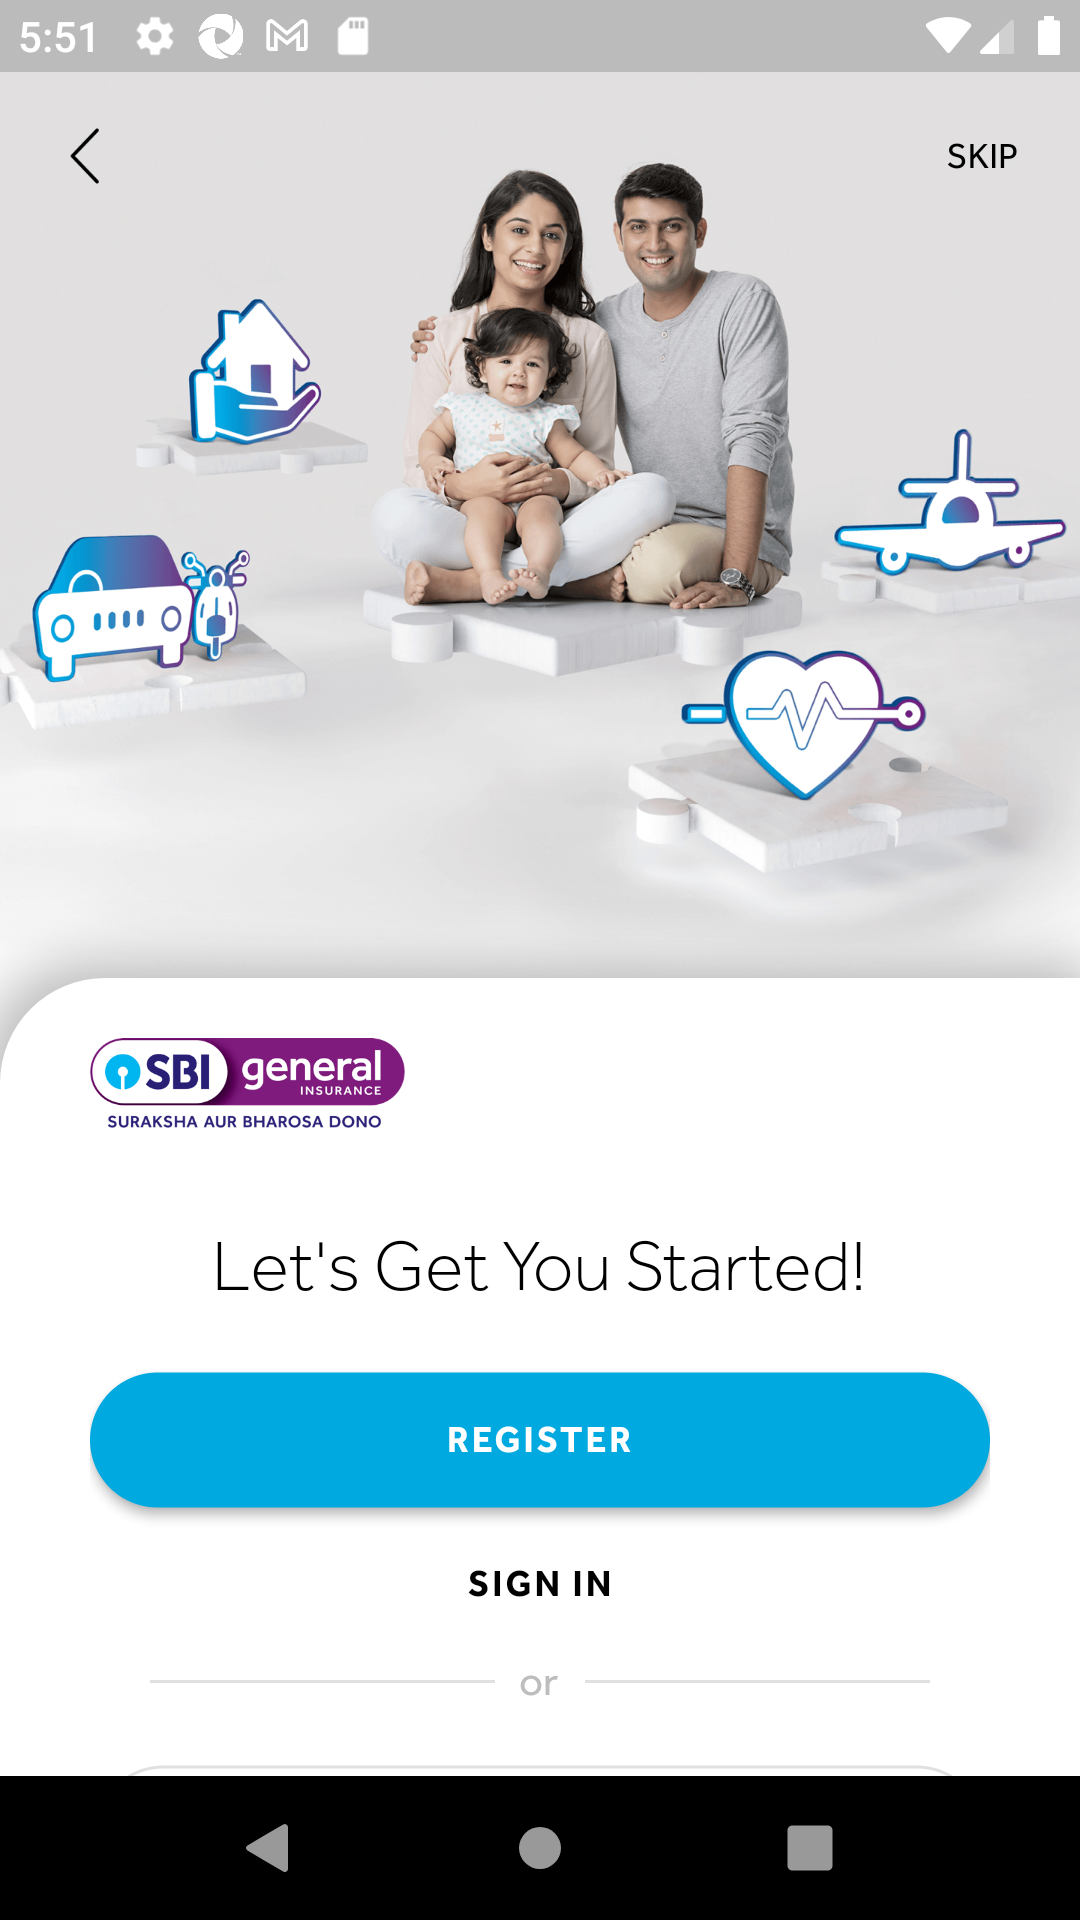 5:51
SKIP
SBI general
INSURANCE
SURAKSHA AUR BHAROSA DONO
Let's Get You Started!
REGISTER
SIGN IN
or